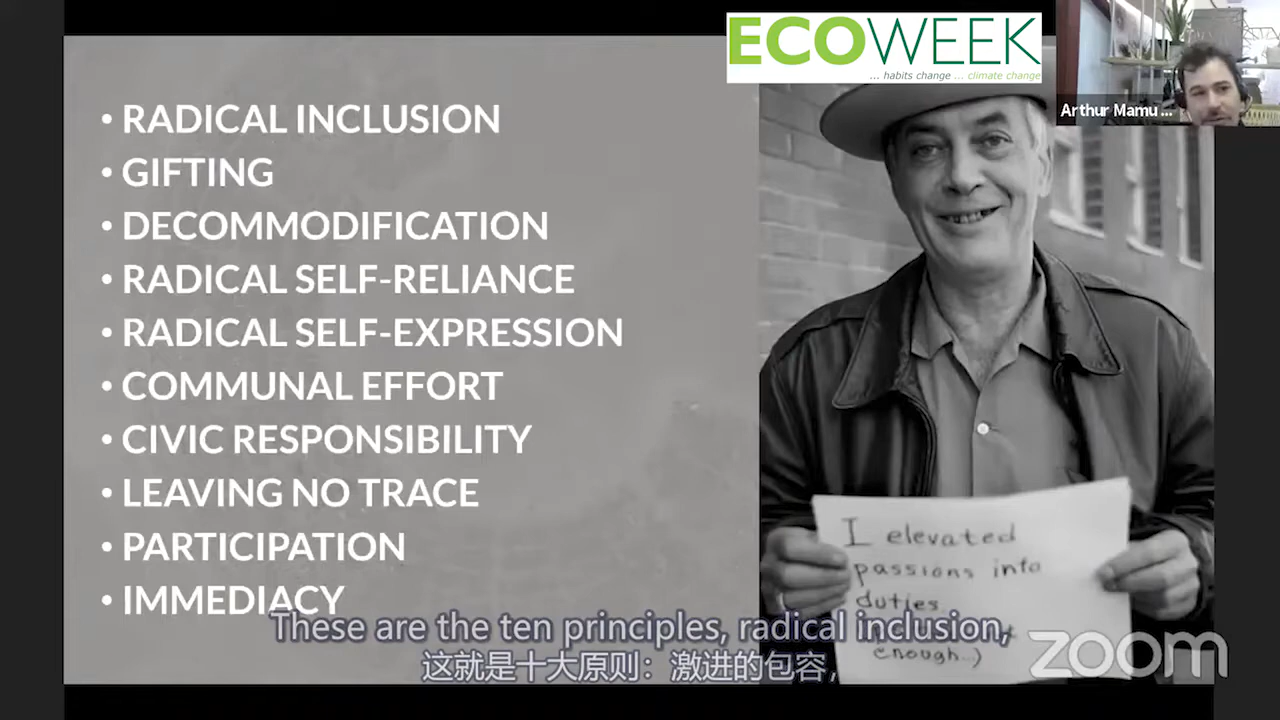 ECOWEEK
... habits change ... climate change
Arthur Mamu ...
• RADICAL INCLUSION
• GIFTING
• DECOMMODIFICATION
• RADICAL SELF-RELIANCE
• RADICAL SELF-EXPRESSION
• COMMUNAL EFFORT
• CIVIC RESPONSIBILITY
• LEAVING NO TRACE
• PARTICIPATION
• IMMEDIACY
I elevated
passions into
duties
enough..)
These are the ten principles, radical inclusion,
这就是十大原则：激进的包容，
zoom